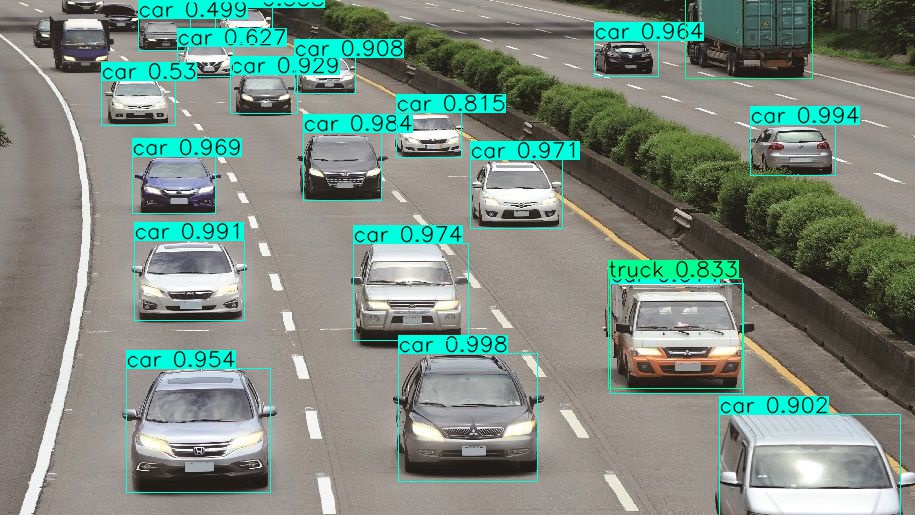 car 0.499
car 0.627
car 0.908
car 0.964
car 0.53
car 0.929
car 0.815
car 0.994
car 0.984
car 0.969
car 0.971
car 0.991
car 0.974
truck 0.833
car 0.954
car 0.998
car 0.902